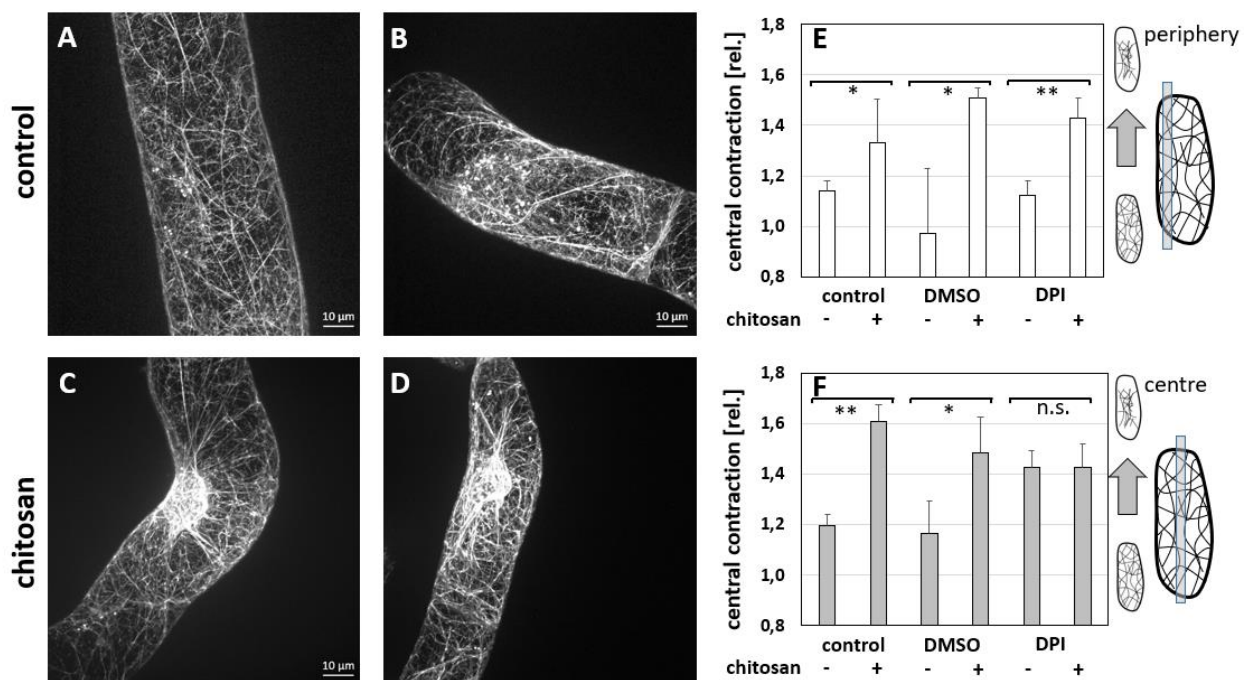 control
A
10 µm
B
10 µm
chitosan
C
10 µm
D
E
central contraction [rel.]
1,8
1,6
1,4
1,2
1,0
0,8
* * **
control DMSO DPI
chitosan - + - + - +
periphery
F
central contraction [rel.]
1,8
1,6
1,4
1,2
1,0
0,8
** * n.s.
control DMSO DPI
chitosan - + - + - +
centre